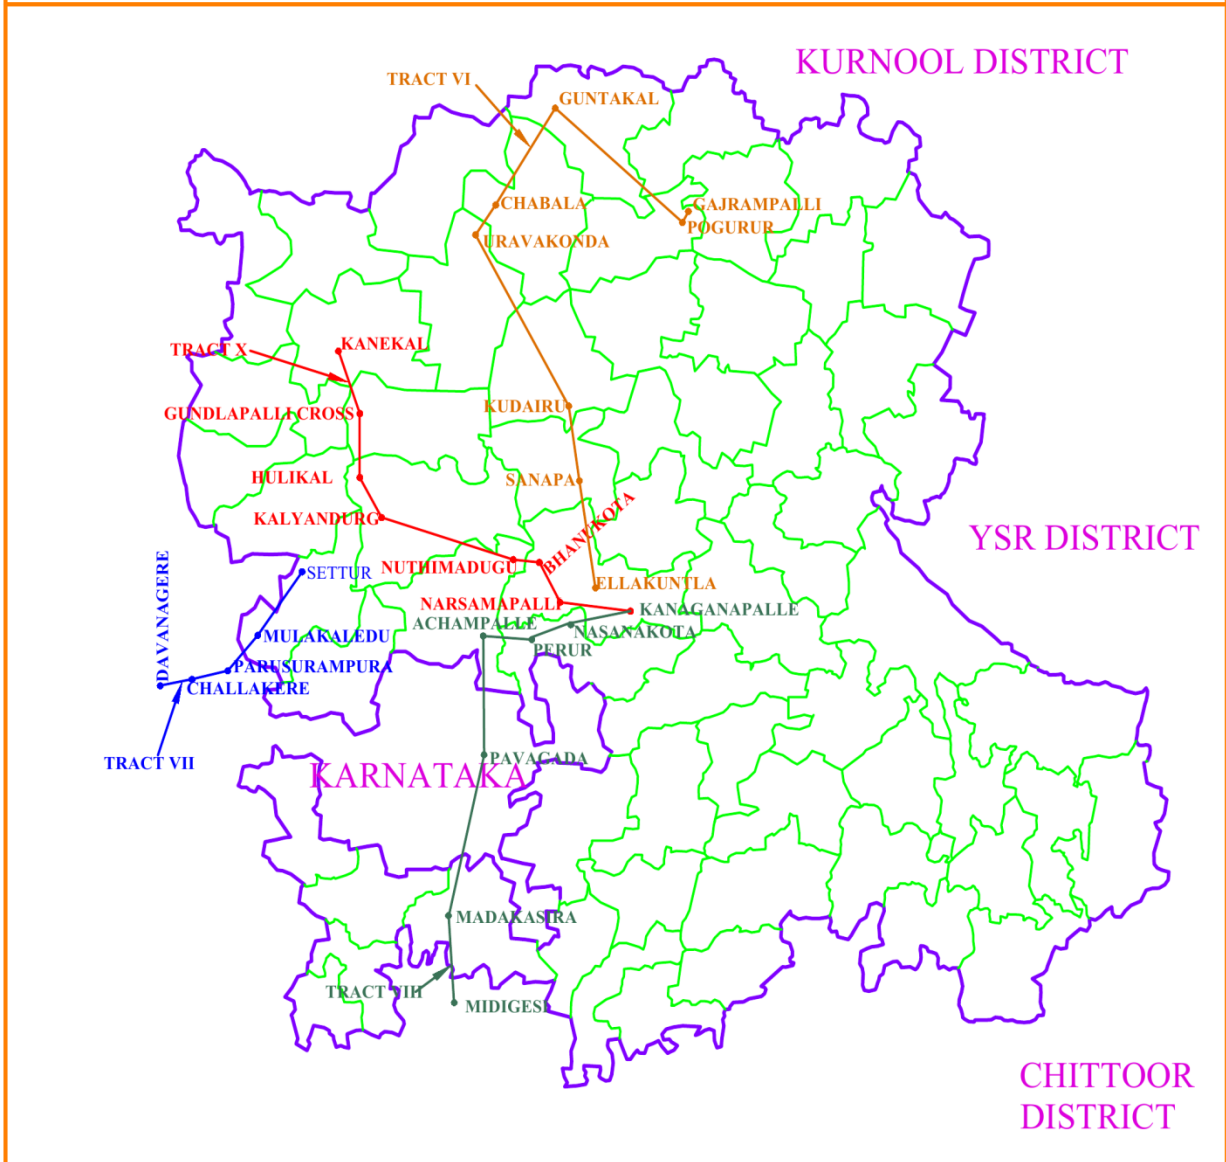 KURNOOL DISTRICT
TRACT VI
GUNTAKAL
CHABALA
GAJRAMPALLI
POGURUR
URAVAKONDA
TRACT X
KANEKAL
GUNDLAPALLI CROSS
KUDAIRU
HULIKAL
SANAPA
KALYANDURG
BHANUKOTA
YSR DISTRICT
NUTHIMADUGU
SETTUR
ELLAKUNTLA
DAVANAGERE
NARSAMAPALLI
KANAGANAPALLE
ACHAMPALLE
NASANAKOTA
MULAKALEDU
PERUR
PARUSURAMPURA
CHALLAKERE
TRACT VII
PAVAGADA
KARNATAKA
MADAKASIRA
TRACT VIII
MIDIGESI
CHITTOOR
DISTRICT